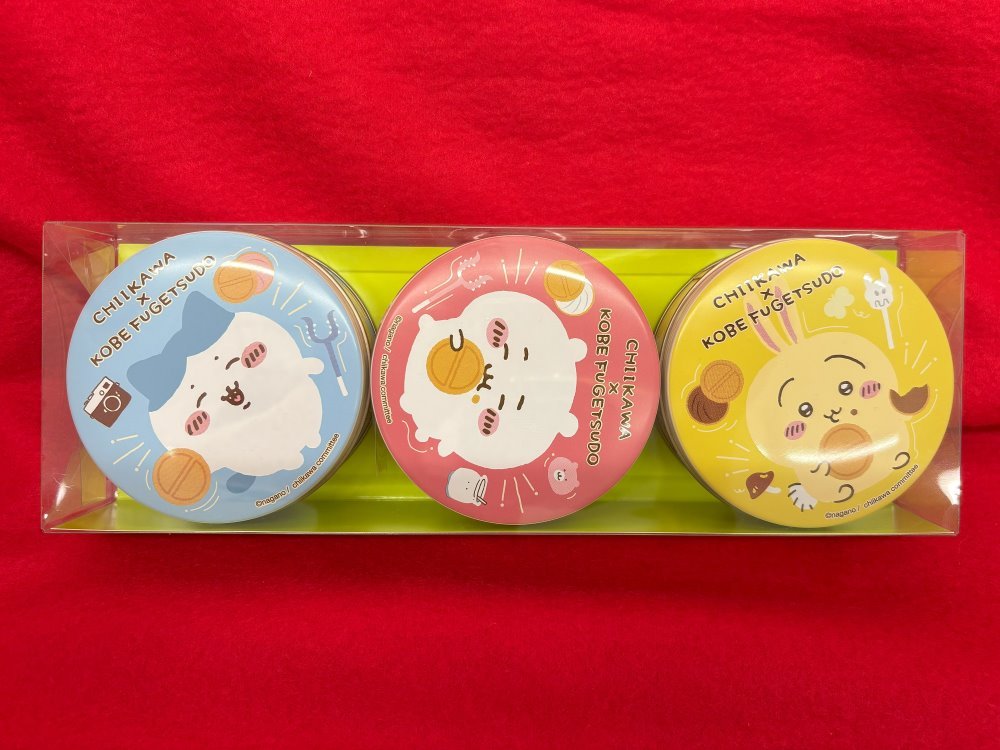 CHIIKAWA
×
KOBE FUGETSUDO
©nagano / chiikawa committee
CHIIKAWA
×
KOBE FUGETSUDO
©nagano / chiikawa committee
CHIIKAWA
×
KOBE FUGETSUDO
©nagano / chiikawa committee